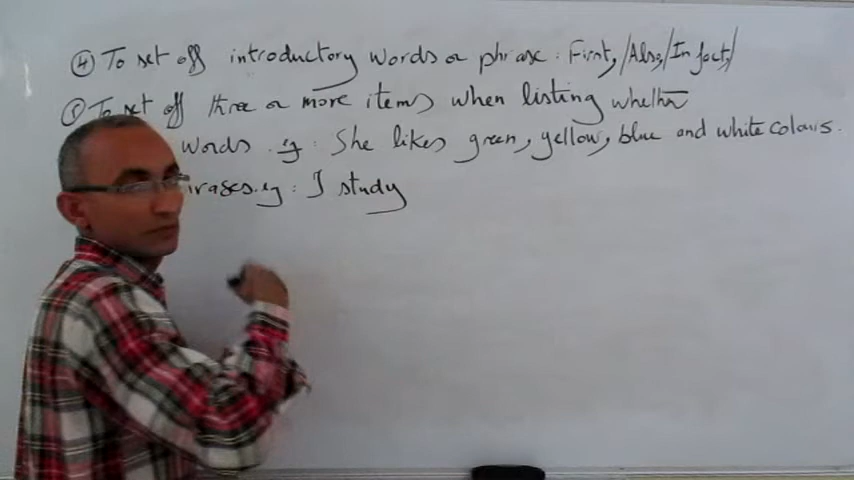 ④ To set off introductory words or phrase : First, /Also,/In fact,/
⑤ To set off three or more items when listing whether
words . eg : She likes green, yellow, blue and white colours.
rases. eg : I study